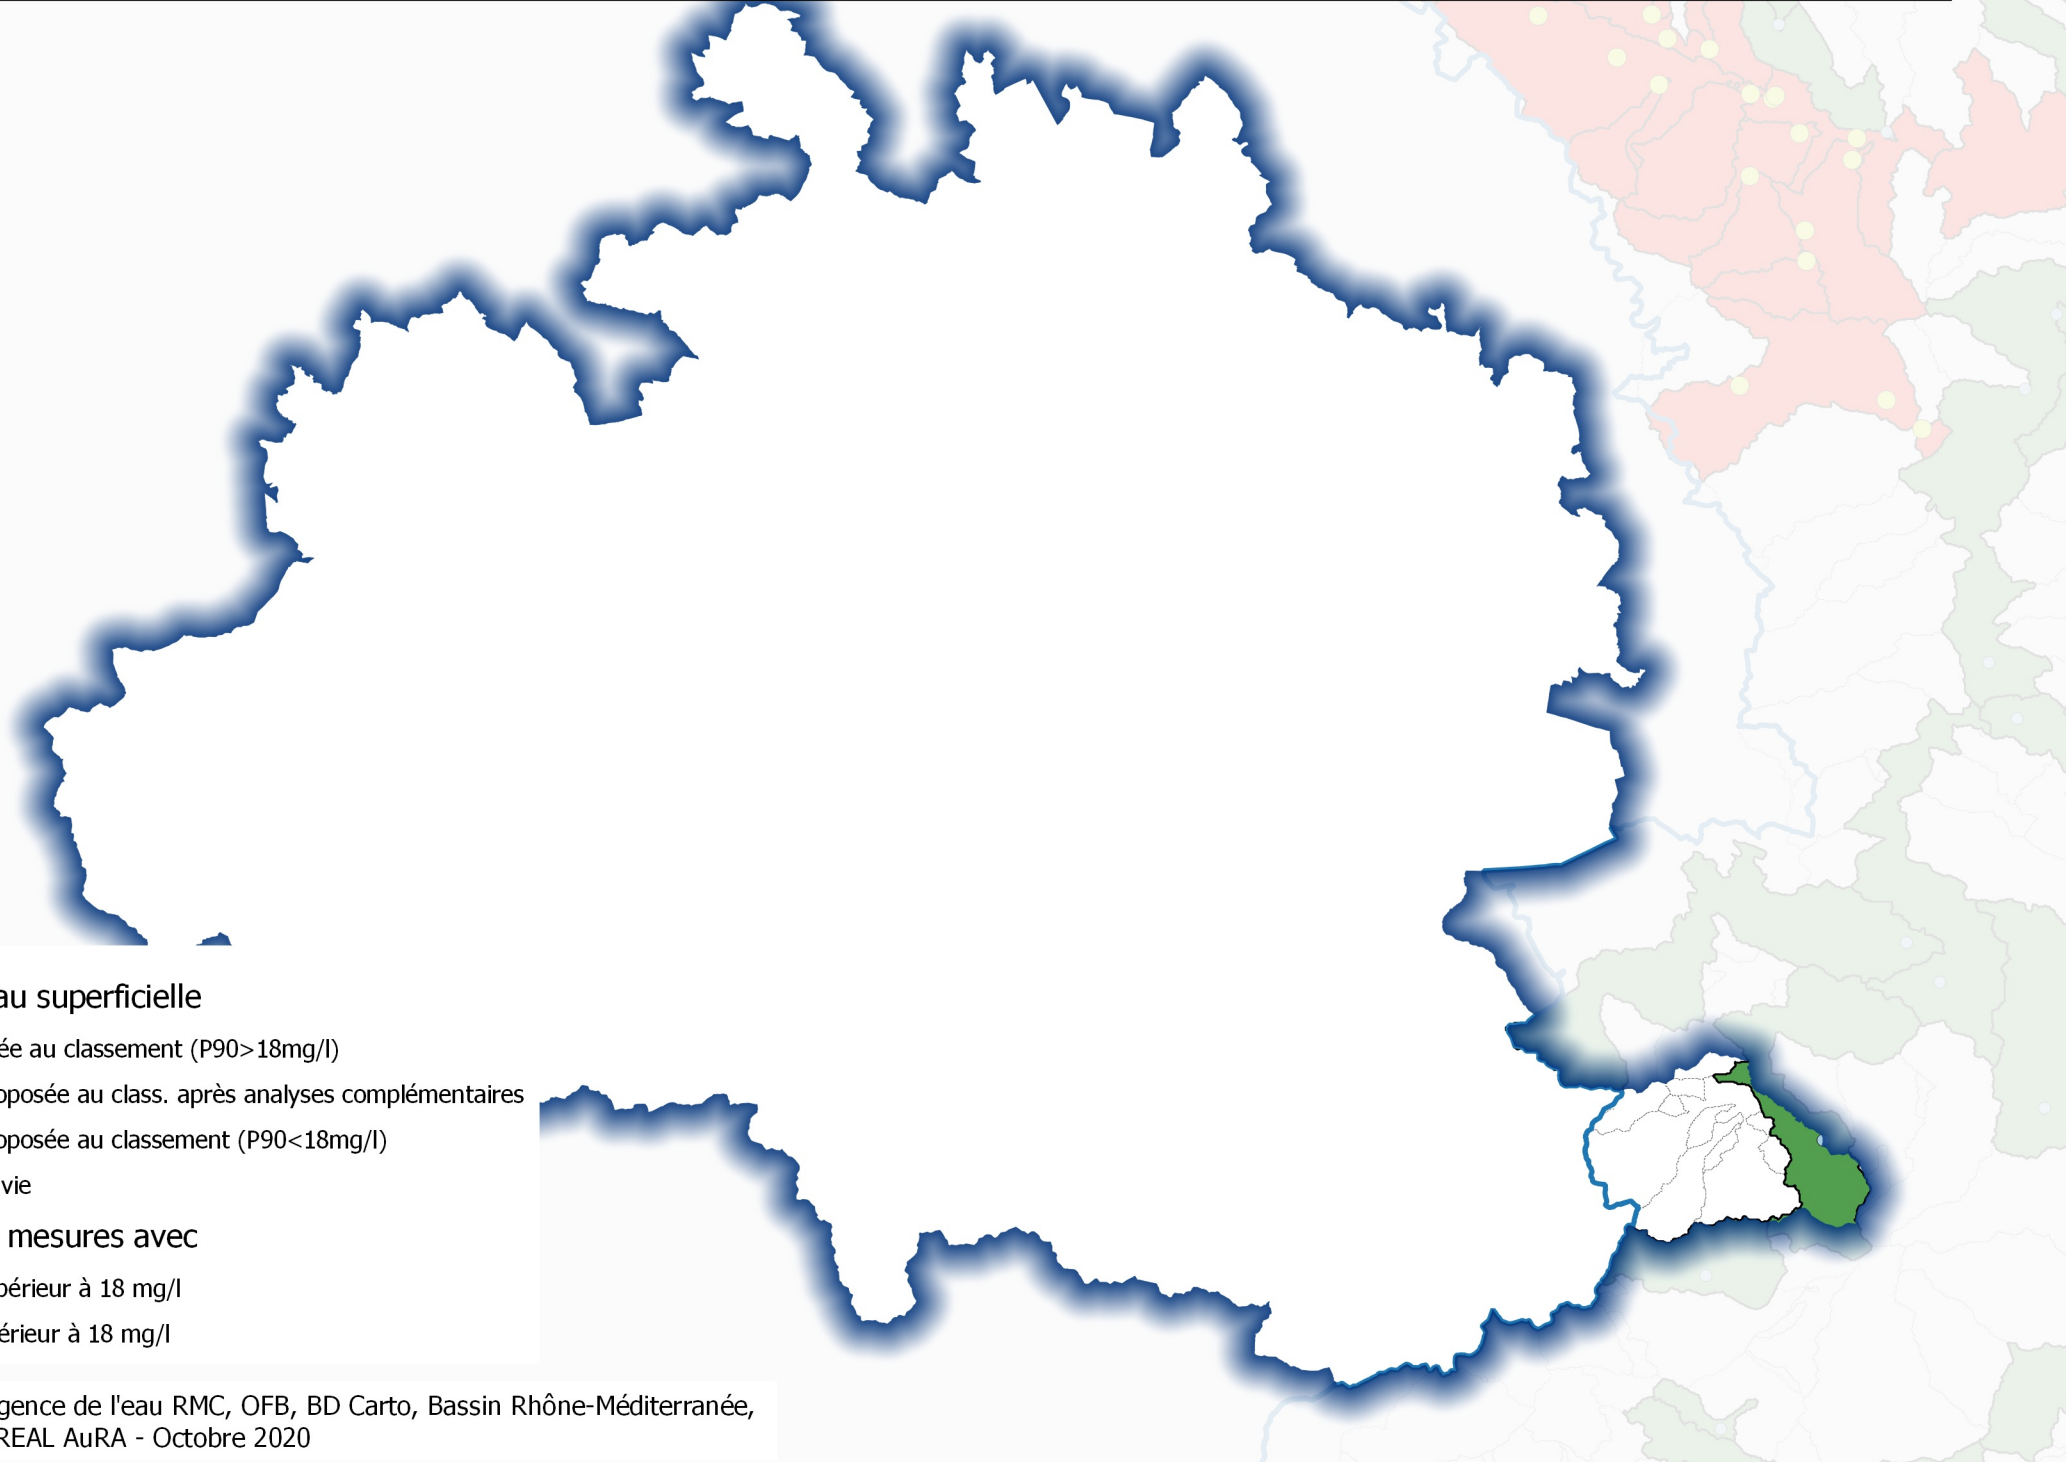 au superficielle
ée au classement (P90>18mg/l)
oposée au class. après analyses complémentaires
oposée au classement (P90<18mg/l)
vie
mesures avec
périeur à 18 mg/l
érieur à 18 mg/l
gence de l'eau RMC, OFB, BD Carto, Bassin Rhône-Méditerranée,
REAL AuRA - Octobre 2020